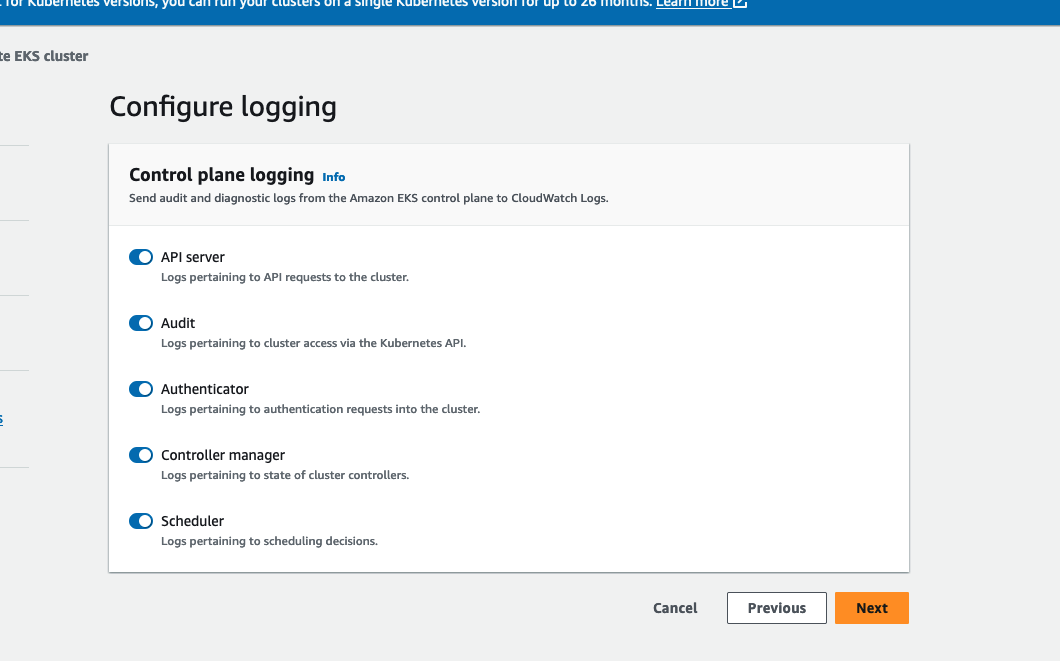 for Kubernetes versions, you can run your clusters on a single Kubernetes version for up to 26 months. Learn more
EKS cluster
Configure logging
Control plane logging Info
Send audit and diagnostic logs from the Amazon EKS control plane to CloudWatch Logs.
API server
Logs pertaining to API requests to the cluster.
Audit
Logs pertaining to cluster access via the Kubernetes API.
Authenticator
Logs pertaining to authentication requests into the cluster.
Controller manager
Logs pertaining to state of cluster controllers.
Scheduler
Logs pertaining to scheduling decisions.
Cancel Previous Next